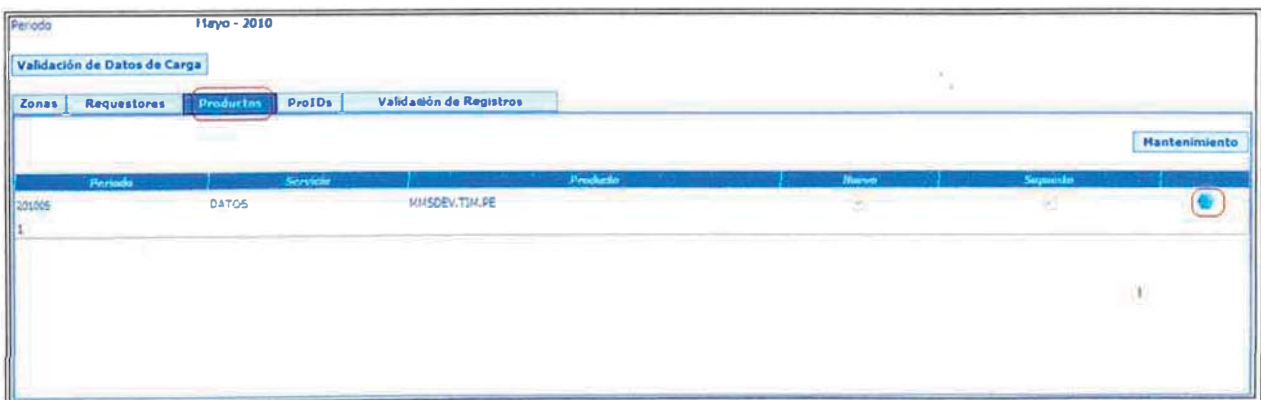 Periodo Mayo - 2010
Validación de Datos de Carga
Zonas Requestores Productos ProIDs Validación de Registros
Mantenimiento
Periodo Servicio Producto Nuevo
201005 DATOS MMSDEV.TIM.PE
1